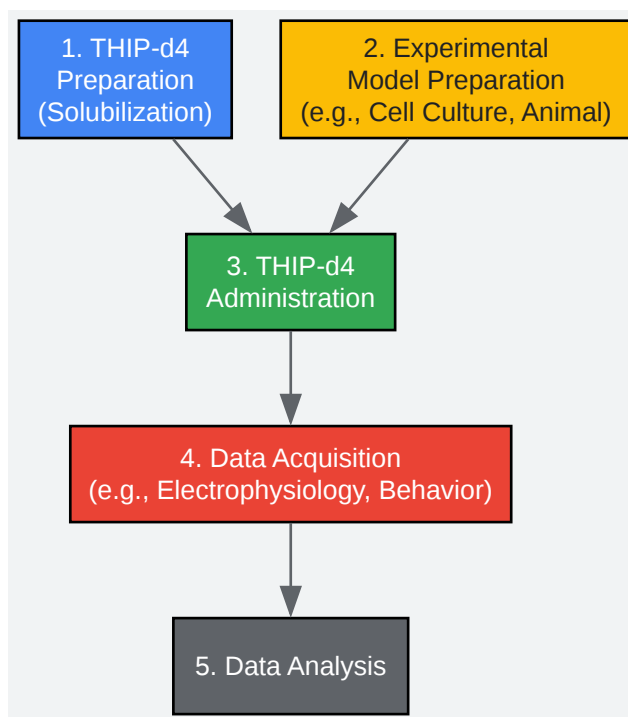 1. THIP-d4
Preparation
(Solubilization)
2. Experimental
Model Preparation
(e.g., Cell Culture, Animal)
3. THIP-d4
Administration
4. Data Acquisition
(e.g., Electrophysiology, Behavior)
5. Data Analysis